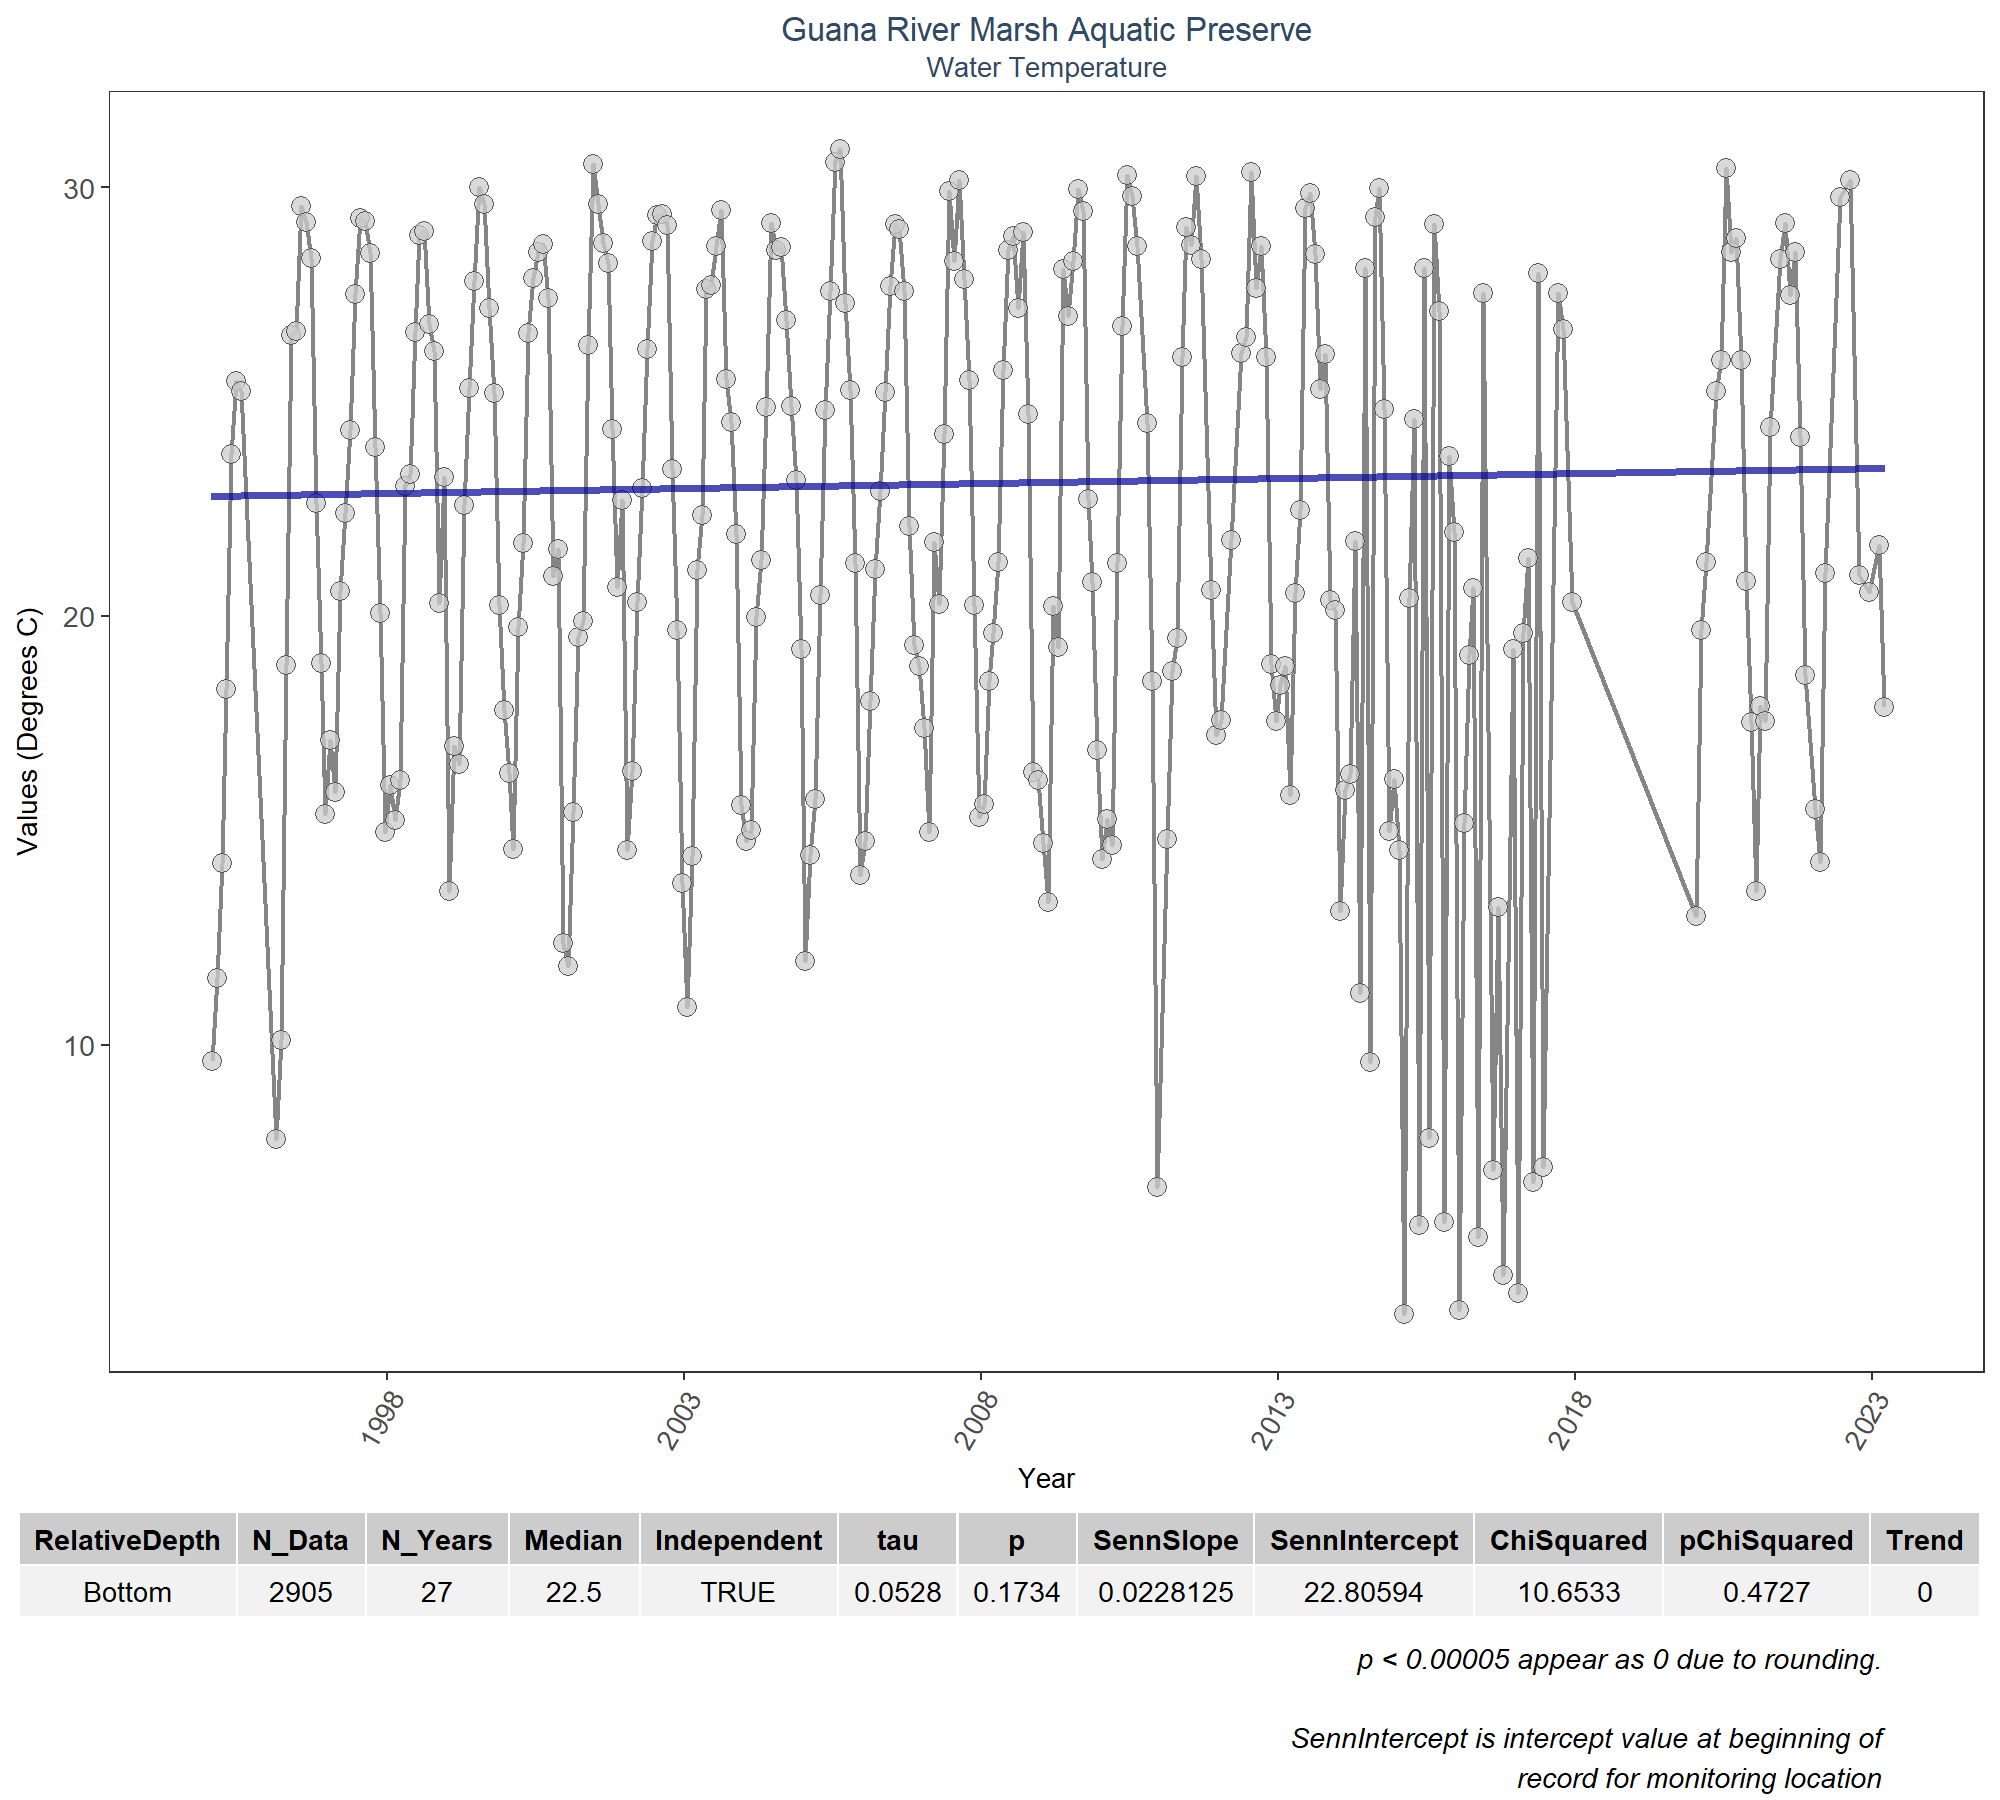 Guana River Marsh Aquatic Preserve
Water Temperature
Values (Degrees C)
30
20
10
1998 2003 2008 2013 2018 2023
Year
RelativeDepth N_Data N_Years Median Independent tau p SennSlope SennIntercept ChiSquared pChiSquared Trend
Bottom 2905 27 22.5 TRUE 0.0528 0.1734 0.0228125 22.80594 10.6533 0.4727 0
p < 0.00005 appear as 0 due to rounding.
SennIntercept is intercept value at beginning of
record for monitoring location